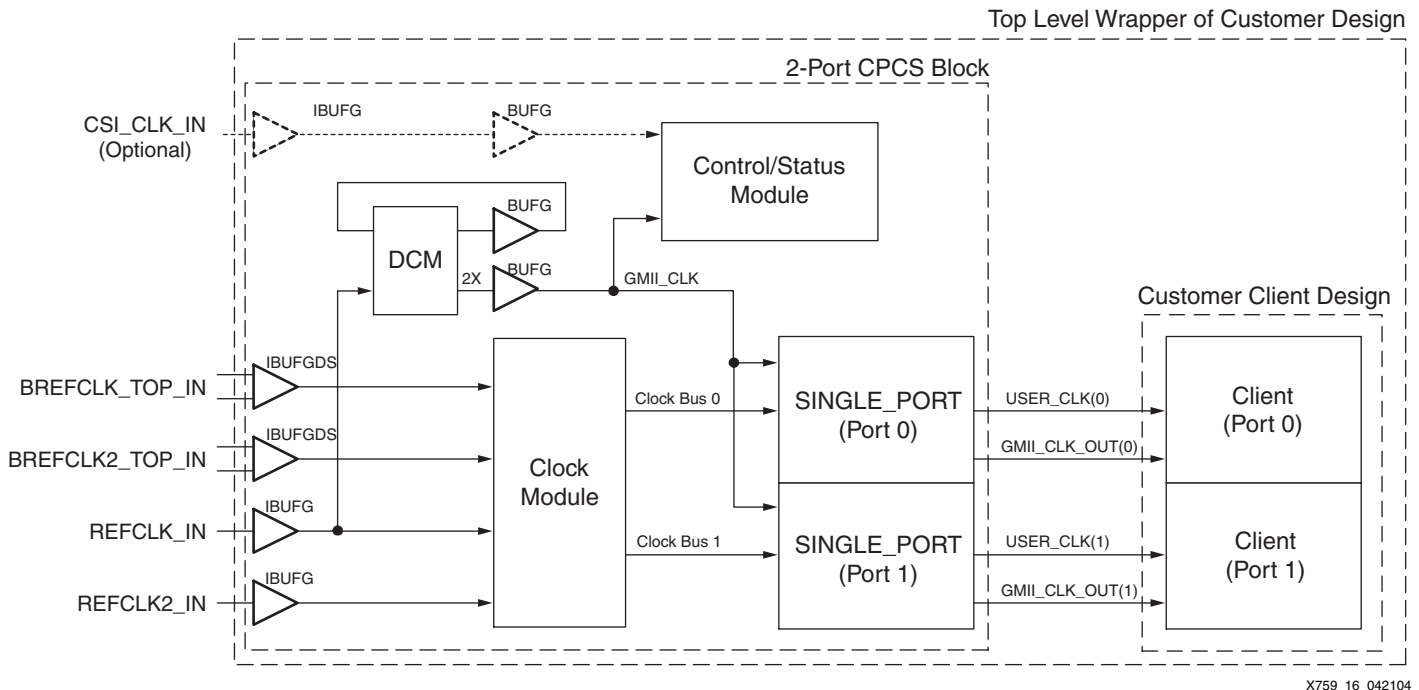 Top Level Wrapper of Customer Design
2-Port CPCS Block
CSI_CLK_IN
(Optional)
IBUFG
BUFG
Control/Status
Module
BUFG
DCM
2X
BUFG
GMII_CLK
Customer Client Design
IBUFGDS
BREFCLK_TOP_IN
IBUFGDS
BREFCLK2_TOP_IN
IBUFG
REFCLK_IN
IBUFG
REFCLK2_IN
Clock
Module
Clock Bus 0
Clock Bus 1
SINGLE_PORT
(Port 0)
SINGLE_PORT
(Port 1)
USER_CLK(0)
GMII_CLK_OUT(0)
USER_CLK(1)
GMII_CLK_OUT(1)
Client
(Port 0)
Client
(Port 1)
X759_16_042104